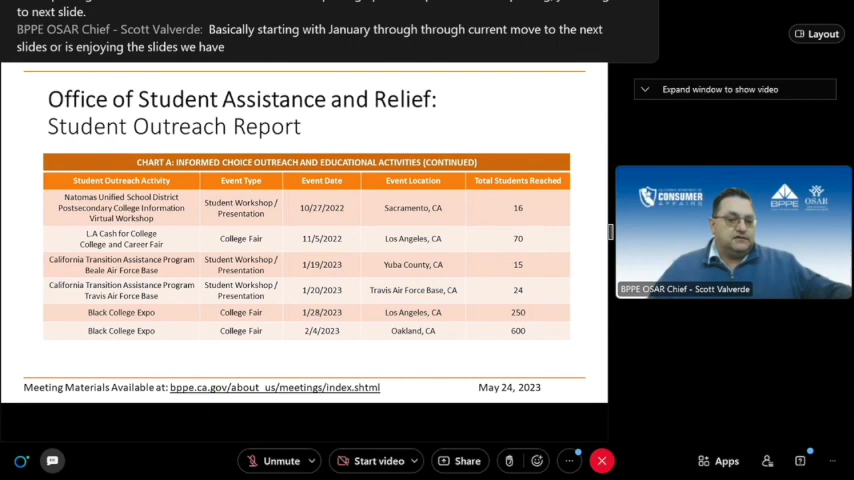 to next slide.
BPPE OSAR Chief - Scott Valverde: Basically starting with January through through current move to the next
slides or is enjoying the slides we have
Layout
Expand window to show video
Office of Student Assistance and Relief:
Student Outreach Report
CHART A: INFORMED CHOICE OUTREACH AND EDUCATIONAL ACTIVITIES (CONTINUED)
Student Outreach Activity Event Type Event Date Event Location Total Students Reached
Natomas Unified School District
Postsecondary College Information
Virtual Workshop
Student Workshop /
Presentation
10/27/2022 Sacramento, CA 16
L.A Cash for College
College and Career Fair
College Fair 11/5/2022 Los Angeles, CA 70
California Transition Assistance Program
Beale Air Force Base
Student Workshop /
Presentation
1/19/2023 Yuba County, CA 15
California Transition Assistance Program
Travis Air Force Base
Student Workshop /
Presentation
1/20/2023 Travis Air Force Base, CA 24
Black College Expo College Fair 1/28/2023 Los Angeles, CA 250
Black College Expo College Fair 2/4/2023 Oakland, CA 600
Meeting Materials Available at: bppe.ca.gov/about_us/meetings/index.shtml May 24, 2023
CONSUMER
AFFAIRS
BPPE
OSAR
BPPE OSAR Chief - Scott Valverde
Unmute
Start video
Share
Apps